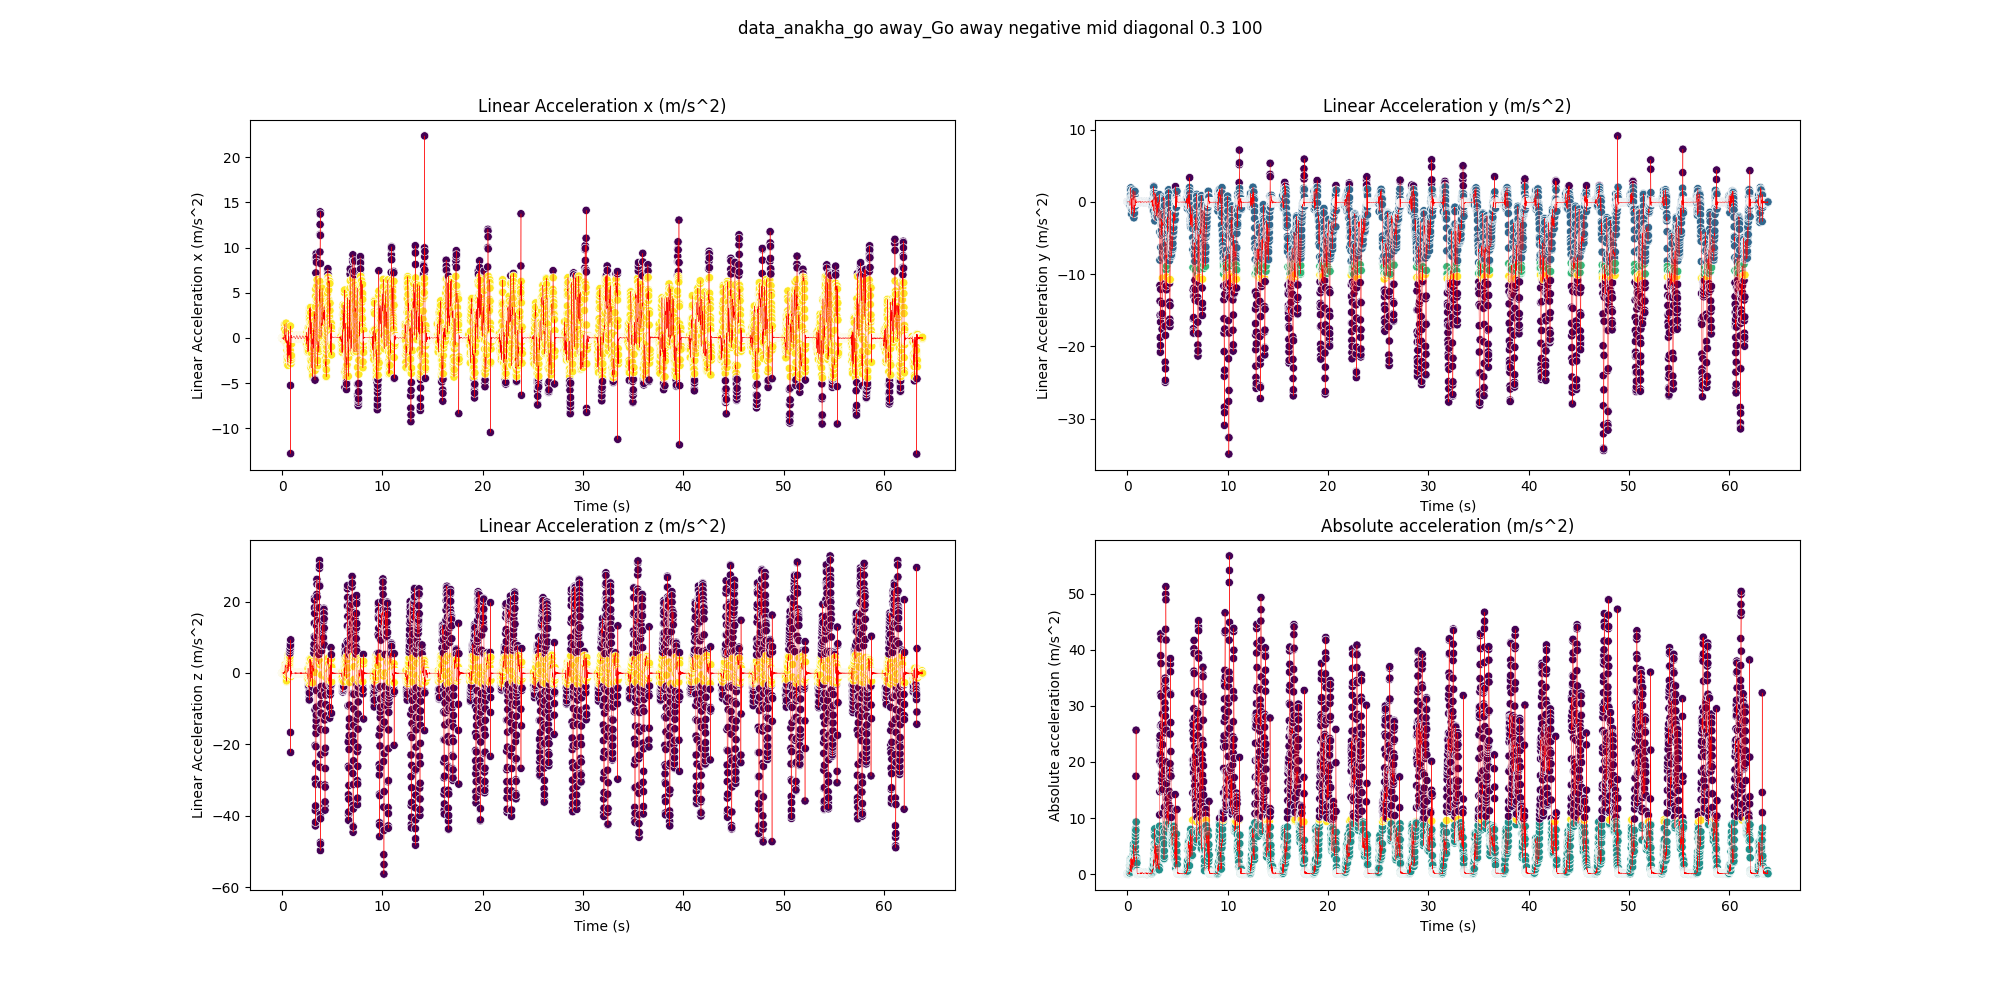 data_anakha_go away_Go away negative mid diagonal 0.3 100
Linear Acceleration x (m/s^2)
Linear Acceleration x (m/s^2)
20
15
10
5
0
−5
−10
0 10 20 30 40 50 60
Time (s)
Linear Acceleration y (m/s^2)
Linear Acceleration y (m/s^2)
10
0
−10
−20
−30
0 10 20 30 40 50 60
Time (s)
Linear Acceleration z (m/s^2)
Linear Acceleration z (m/s^2)
20
0
−20
−40
−60
0 10 20 30 40 50 60
Time (s)
Absolute acceleration (m/s^2)
Absolute acceleration (m/s^2)
50
40
30
20
10
0
0 10 20 30 40 50 60
Time (s)